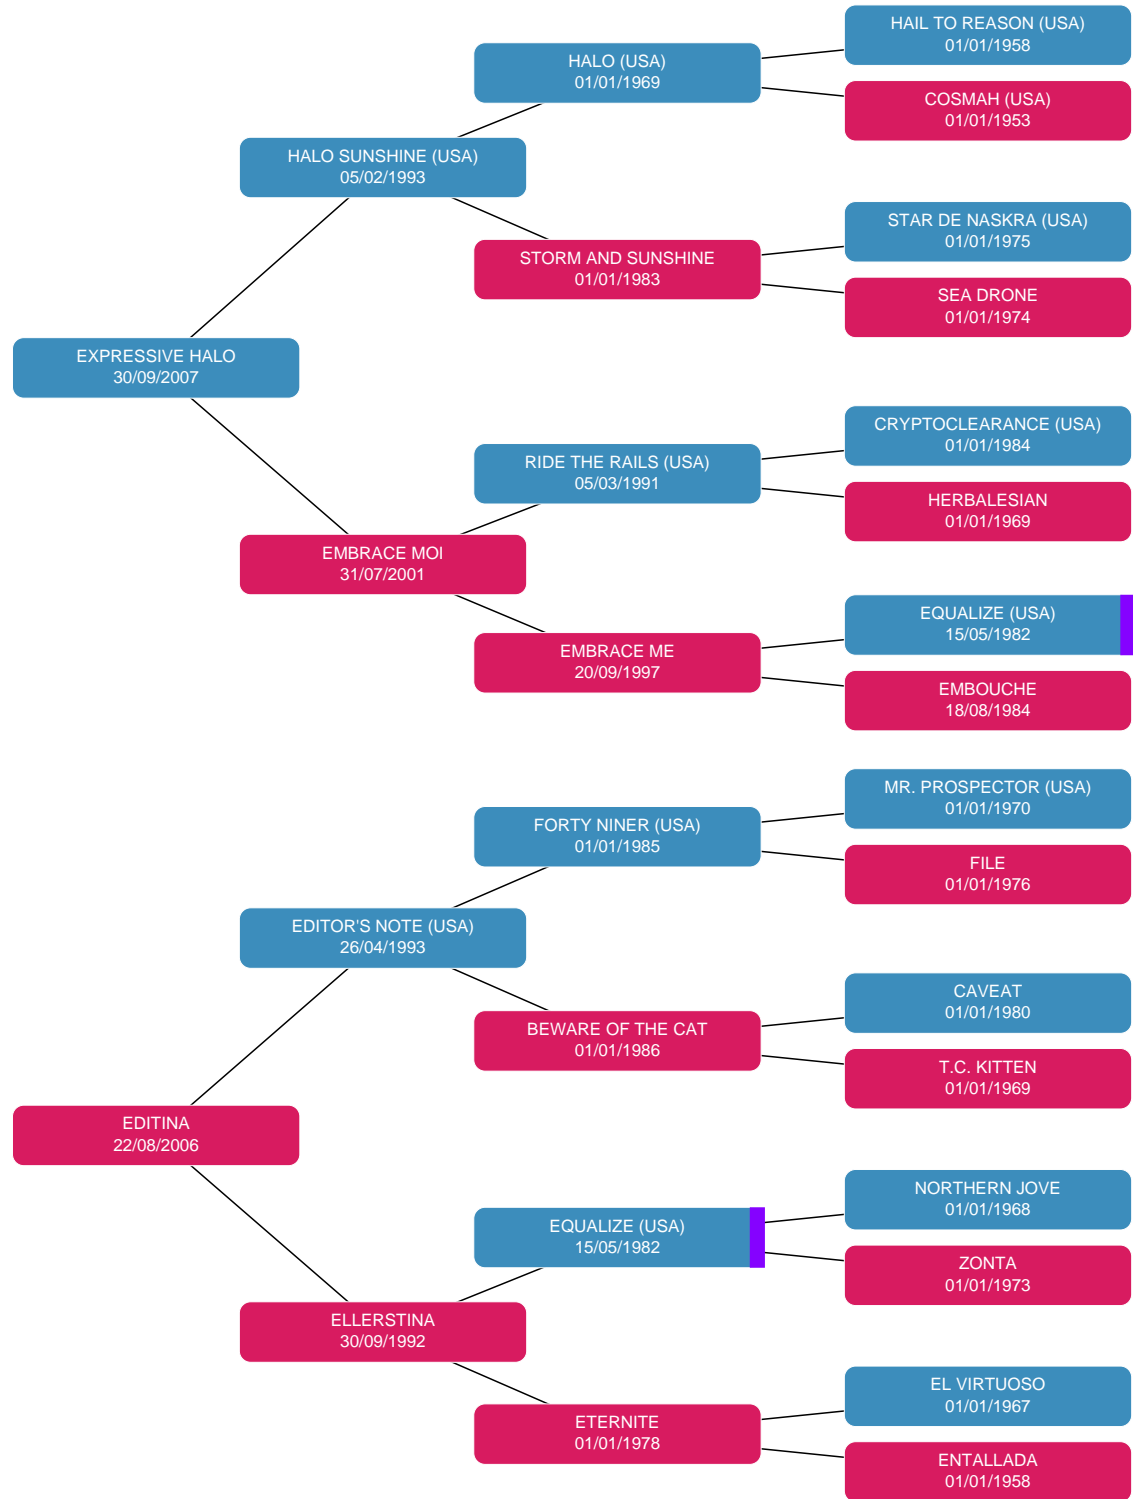 HAIL TO REASON (USA)
01/01/1958
HALO (USA)
01/01/1969
COSMAH (USA)
01/01/1953
HALO SUNSHINE (USA)
05/02/1993
STAR DE NASKRA (USA)
01/01/1975
STORM AND SUNSHINE
01/01/1983
SEA DRONE
01/01/1974
EXPRESSIVE HALO
30/09/2007
CRYPTOCLEARANCE (USA)
01/01/1984
RIDE THE RAILS (USA)
05/03/1991
HERBALESIAN
01/01/1969
EMBRACE MOI
31/07/2001
EQUALIZE (USA)
15/05/1982
EMBRACE ME
20/09/1997
EMBOUCHE
18/08/1984
MR. PROSPECTOR (USA)
01/01/1970
FORTY NINER (USA)
01/01/1985
FILE
01/01/1976
EDITOR'S NOTE (USA)
26/04/1993
CAVEAT
01/01/1980
BEWARE OF THE CAT
01/01/1986
T.C. KITTEN
01/01/1969
EDITINA
22/08/2006
NORTHERN JOVE
01/01/1968
EQUALIZE (USA)
15/05/1982
ZONTA
01/01/1973
ELLERSTINA
30/09/1992
EL VIRTUOSO
01/01/1967
ETERNITE
01/01/1978
ENTALLADA
01/01/1958